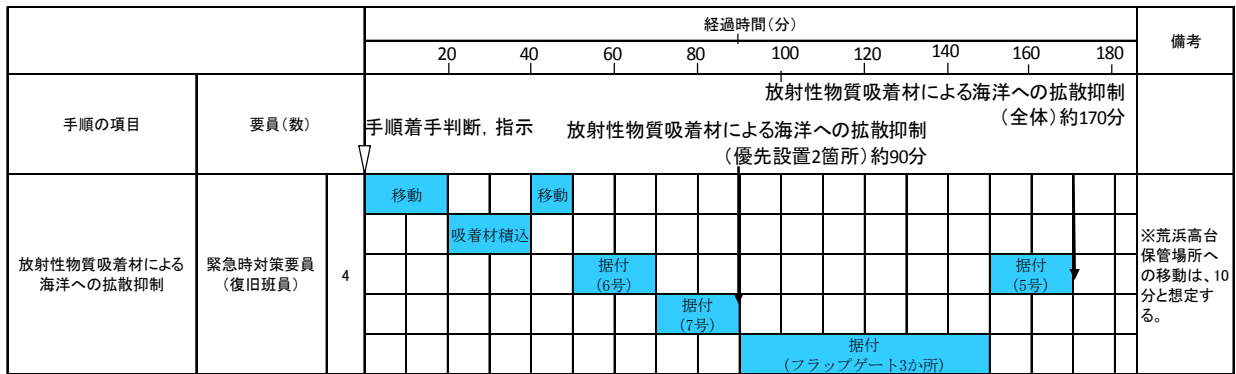 経過時間(分)
備考
20 40 60 80 100 120 140 160 180
手順の項目
要員(数)
手順着手判断，指示
放射性物質吸着材による海洋への拡散抑制
(全体)約170分
放射性物質吸着材による海洋への拡散抑制
(優先設置2箇所)約90分
放射性物質吸着材による
海洋への拡散抑制
緊急時対策要員
(復旧班員)
4
移動
移動
吸着材積込
据付
(6号)
据付
(5号)
据付
(7号)
据付
(フラップゲート3か所)
※荒浜高台
保管場所へ
の移動は、10
分と想定す
る。